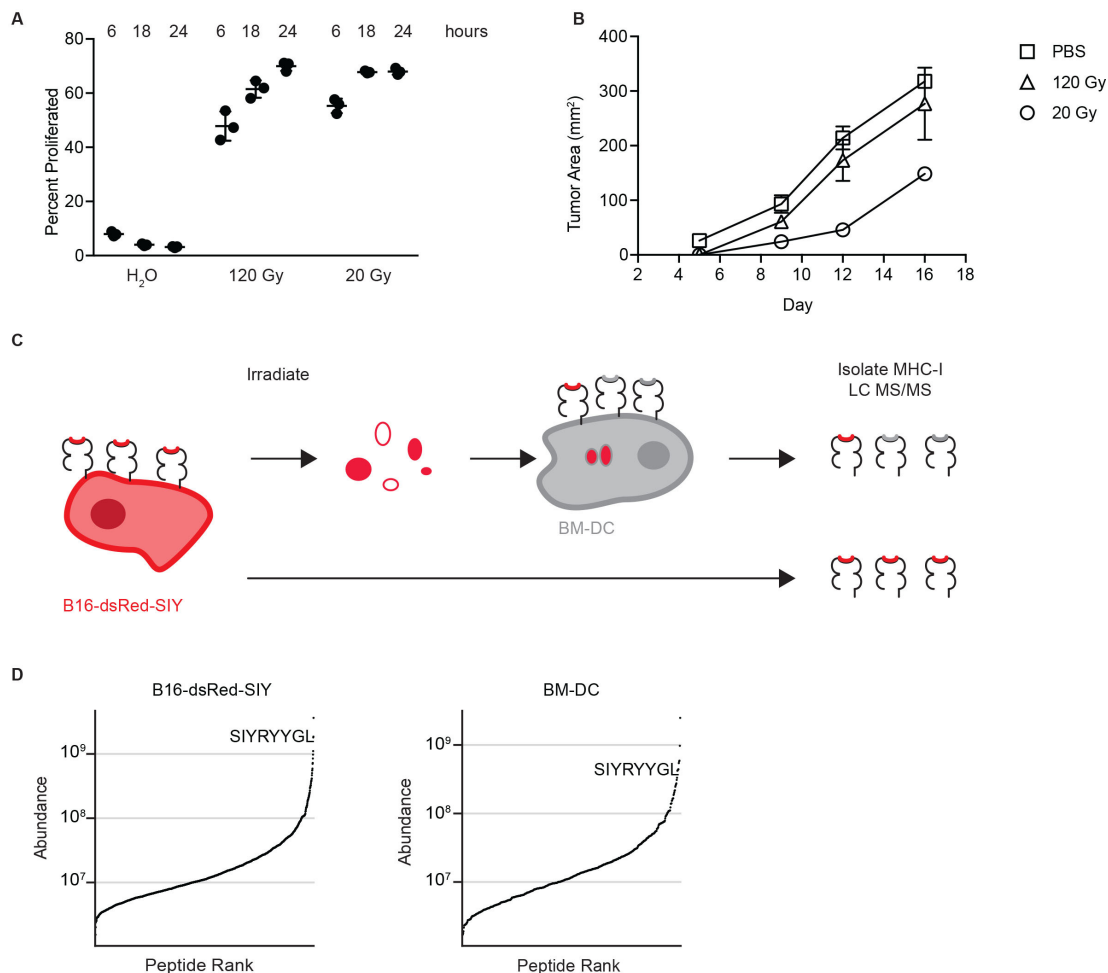 A
6 18 24 6 18 24 6 18 24 hours
80
60
40
20
0
Percent Proliferated
H₂O 120 Gy 20 Gy
B
400
300
200
100
0
Tumor Area (mm²)
2 4 6 8 10 12 14 16 18
Day
PBS
120 Gy
20 Gy
C
Irradiate
Isolate MHC-I
LC MS/MS
BM-DC
B16-dsRed-SIY
D
B16-dsRed-SIY
SIYRYYGL
10⁹
10⁸
10⁷
Abundance
Peptide Rank
BM-DC
SIYRYYGL
10⁹
10⁸
10⁷
Abundance
Peptide Rank